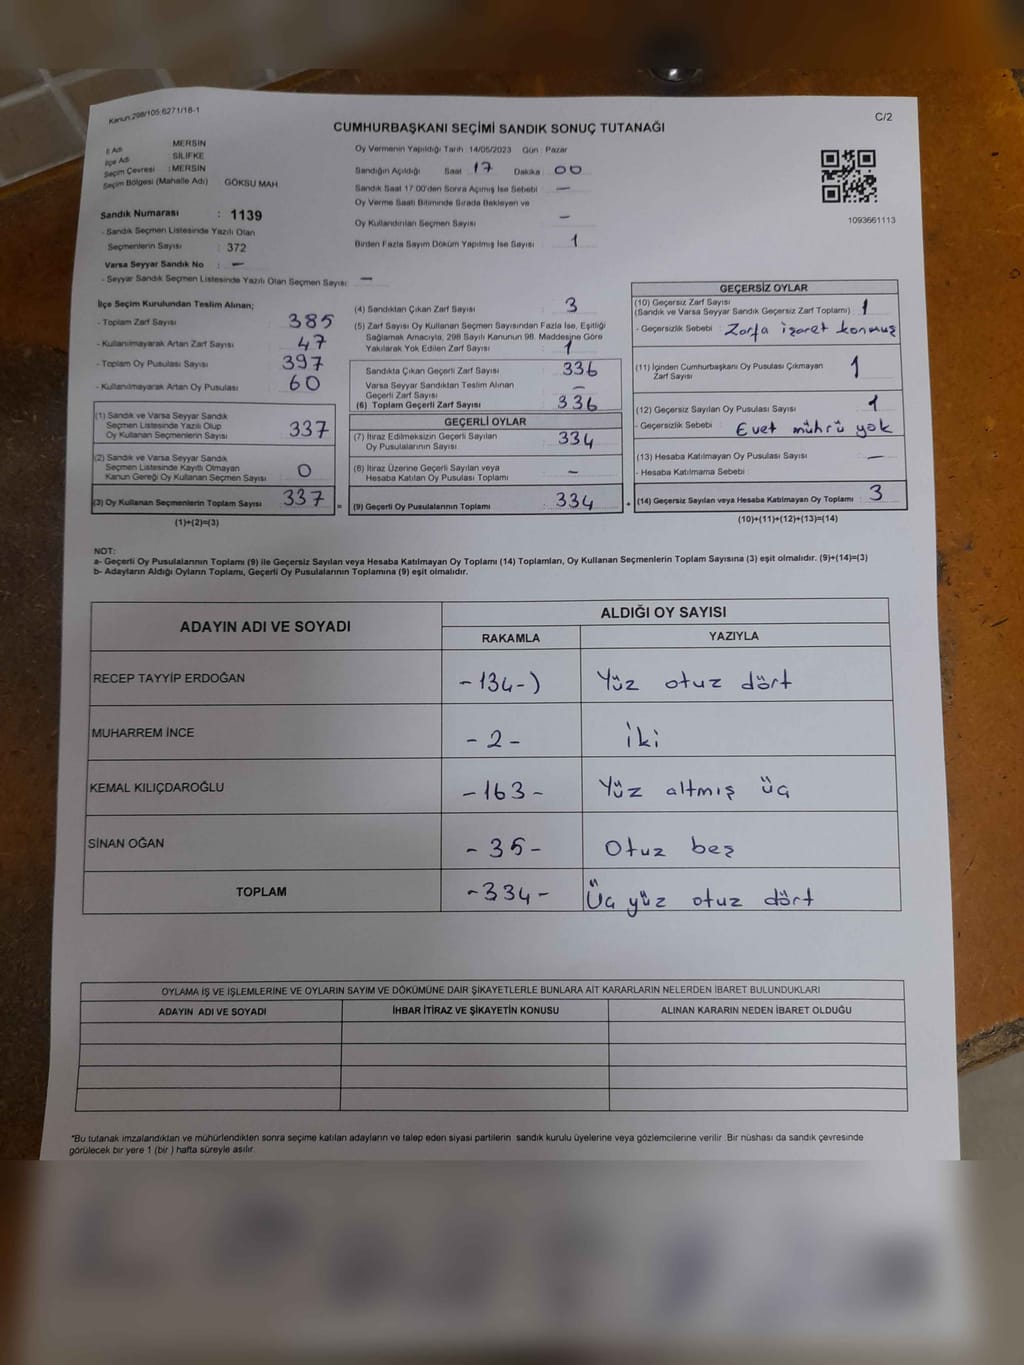 Kanun:298/105;6271/16-1
C/2
CUMHURBAŞKANI SEÇİMİ SANDIK SONUÇ TUTANAĞI
İl Adı MERSİN
İlçe Adı SİLİFKE
Seçim Çevresi :MERSİN
Seçim Bölgesi (Mahalle Adı) GÖKSU MAH
Sandık Numarası : 1139
- Sandık Seçmen Listesinde Yazılı Olan
Seçmenlerin Sayısı : 372
Varsa Seyyar Sandık No : —
- Seyyar Sandık Seçmen Listesinde Yazılı Olan Seçmen Sayısı : —
Oy Vermenin Yapıldığı Tarih :14/05/2023 Gün : Pazar
Sandığın Açıldığı Saat : 17 Dakika : 00
Sandık Saat 17:00'den Sonra Açımış İse Sebebi : —
Oy Verme Saati Bitiminde Sırada Bekleyen ve
Oy Kullandırılan Seçmen Sayısı : —
Birden Fazla Sayım Döküm Yapılmış İse Sayısı : 1
1093661113
İlçe Seçim Kurulundan Teslim Alınan;
- Toplam Zarf Sayısı : 385
- Kullanılmayarak Artan Zarf Sayısı : 47
- Toplam Oy Pusulası Sayısı : 397
- Kullanılmayarak Artan Oy Pusulası : 60
(1) Sandık ve Varsa Seyyar Sandık
Seçmen Listesinde Yazılı Olup
Oy Kullanan Seçmenlerin Sayısı : 337
(2) Sandık ve Varsa Seyyar Sandık
Seçmen Listesinde Kayıtlı Olmayan
Kanun Gereği Oy Kullanan Seçmen Sayısı : 0
(3) Oy Kullanan Seçmenlerin Toplam Sayısı : 337 =
(1)+(2)=(3)
(4) Sandıktan Çıkan Zarf Sayısı : 3
(5) Zarf Sayısı Oy Kullanan Seçmen Sayısından Fazla İse, Eşitliği
Sağlamak Amacıyla, 298 Sayılı Kanunun 98. Maddesine Göre
Yakılarak Yok Edilen Zarf Sayısı : 1
Sandıkta Çıkan Geçerli Zarf Sayısı : 336
Varsa Seyyar Sandıktan Teslim Alınan
Geçerli Zarf Sayısı : —
(6) Toplam Geçerli Zarf Sayısı : 336
GEÇERLİ OYLAR
(7) İtiraz Edilmeksizin Geçerli Sayılan
Oy Pusulalarının Sayısı : 334
(8) İtiraz Üzerine Geçerli Sayılan veya
Hesaba Katılan Oy Pusulası Toplamı : —
(9) Geçerli Oy Pusulalarının Toplamı : 334 +
GEÇERSİZ OYLAR
(10) Geçersiz Zarf Sayısı
(Sandık ve Varsa Seyyar Sandık Geçersiz Zarf Toplamı) : 1
- Geçersizlik Sebebi : Zarfa işaret konmuş
(11) İçinden Cumhurbaşkanı Oy Pusulası Çıkmayan
Zarf Sayısı : 1
(12) Geçersiz Sayılan Oy Pusulası Sayısı : 1
- Geçersizlik Sebebi : Evet mührü yok
(13) Hesaba Katılmayan Oy Pusulası Sayısı : —
- Hesaba Katılmama Sebebi :
(14) Geçersiz Sayılan veya Hesaba Katılmayan Oy Toplamı : 3
(10)+(11)+(12)+(13)=(14)
NOT:
a- Geçerli Oy Pusulalarının Toplamı (9) ile Geçersiz Sayılan veya Hesaba Katılmayan Oy Toplamı (14) Toplamları, Oy Kullanan Seçmenlerin Toplam Sayısına (3) eşit olmalıdır. (9)+(14)=(3)
b- Adayların Aldığı Oyların Toplamı, Geçerli Oy Pusulalarının Toplamına (9) eşit olmalıdır.
ADAYIN ADI VE SOYADI
ALDIĞI OY SAYISI
RAKAMLA YAZIYLA
RECEP TAYYİP ERDOĞAN -134-) Yüz otuz dört
MUHARREM İNCE -2- iki
KEMAL KILIÇDAROĞLU -163- Yüz altmış üç
SİNAN OĞAN -35- Otuz beş
TOPLAM -334- Üç yüz otuz dört
OYLAMA İŞ VE İŞLEMLERİNE VE OYLARIN SAYIM VE DÖKÜMÜNE DAİR ŞİKAYETLERLE BUNLARA AİT KARARLARIN NELERDEN İBARET BULUNDUKLARI
ADAYIN ADI VE SOYADI İHBAR İTİRAZ VE ŞİKAYETİN KONUSU ALINAN KARARIN NEDEN İBARET OLDUĞU
*Bu tutanak imzalandıktan ve mühürlendikten sonra seçime katılan adayların ve talep eden siyasi partilerin sandık kurulu üyelerine veya gözlemcilerine verilir. Bir nüshası da sandık çevresinde
görülecek bir yere 1 (bir) hafta süreyle asılır.